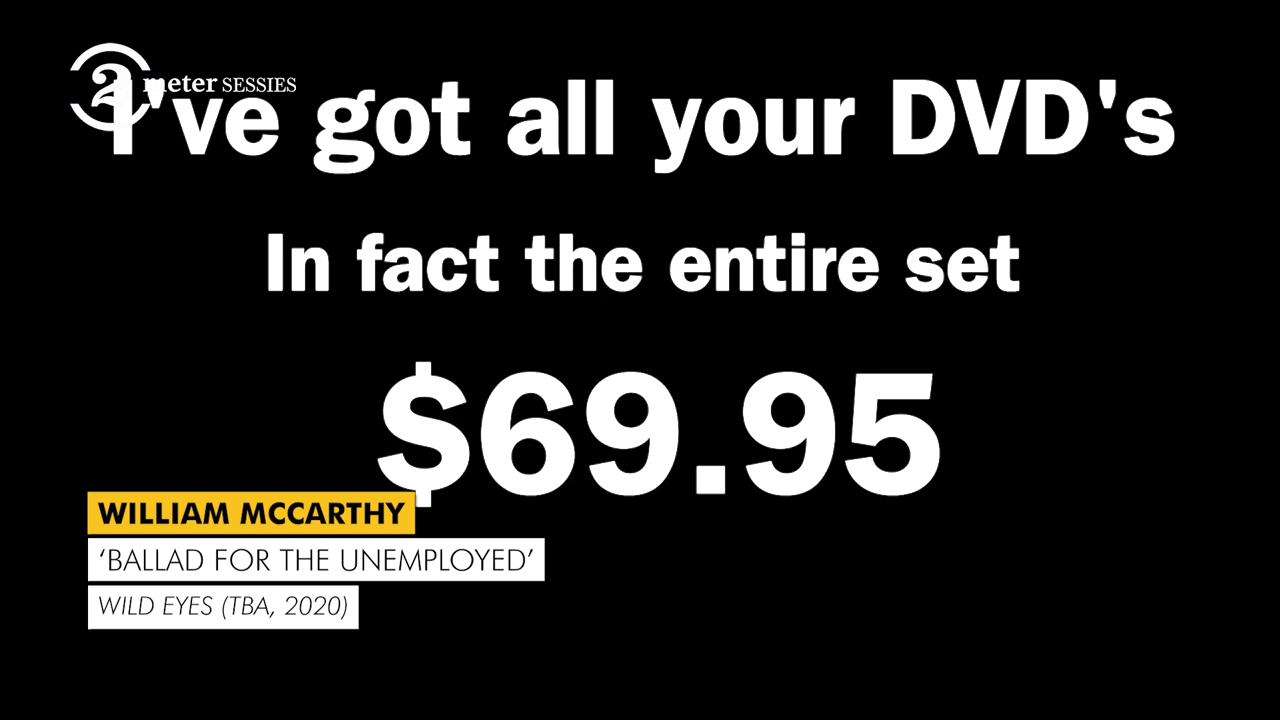 2 meter SESSIES
I've got all your DVD's
In fact the entire set
$69.95
WILLIAM MCCARTHY
‘BALLAD FOR THE UNEMPLOYED’
WILD EYES (TBA, 2020)